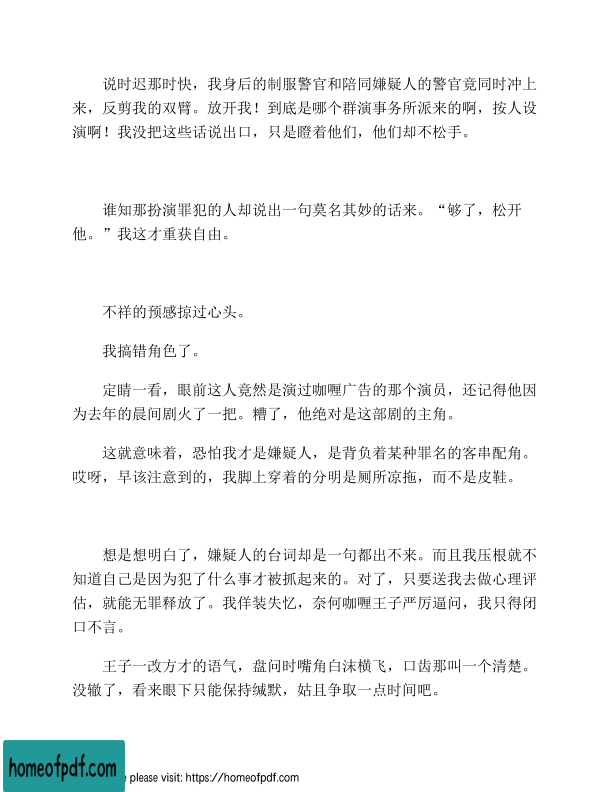 说时迟那时快，我身后的制服警官和陪同嫌疑人的警官竟同时冲上
来，反剪我的双臂。放开我！到底是哪个群演事务所派来的啊，按人设
演啊！我没把这些话说出口，只是瞪着他们，他们却不松手。
谁知那扮演罪犯的人却说出一句莫名其妙的话来。“够了，松开
他。”我这才重获自由。
不祥的预感掠过心头。
我搞错角色了。
定睛一看，眼前这人竟然是演过咖喱广告的那个演员，还记得他因
为去年的晨间剧火了一把。糟了，他绝对是这部剧的主角。
这就意味着，恐怕我才是嫌疑人，是背负着某种罪名的客串配角。
哎呀，早该注意到的，我脚上穿着的分明是厕所凉拖，而不是皮鞋。
想是想明白了，嫌疑人的台词却是一句都出不来。而且我压根就不
知道自己是因为犯了什么事才被抓起来的。对了，只要送我去做心理评
估，就能无罪释放了。我佯装失忆，奈何咖喱王子严厉逼问，我只得闭
口不言。
王子一改方才的语气，盘问时嘴角白沫横飞，口齿那叫一个清楚。
没辙了，看来眼下只能保持缄默，姑且争取一点时间吧。
homeofpdf.com
e please visit: https://homeofpdf.com